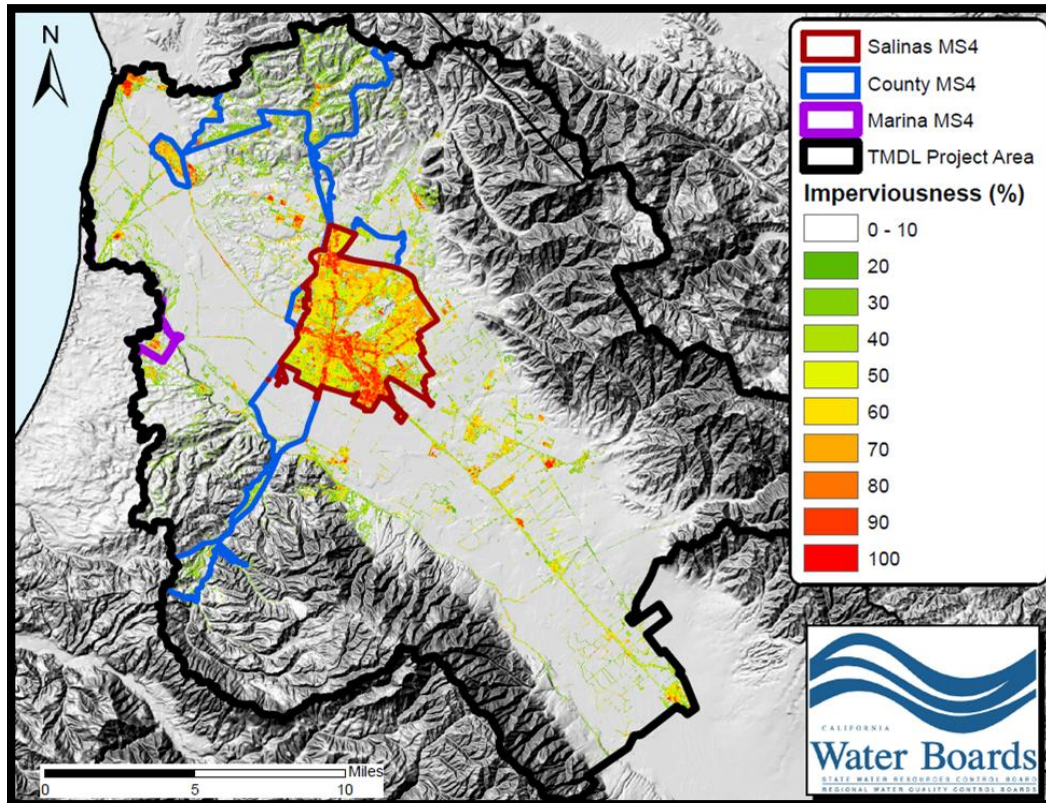 N
Salinas MS4
County MS4
Marina MS4
TMDL Project Area
Imperviousness (%)
0 - 10
20
30
40
50
60
70
80
90
100
Miles
0
5
10
CALIFORNIA
Water Boards
STATE WATER RESOURCES CONTROL BOARD
REGIONAL WATER QUALITY CONTROL BOARDS